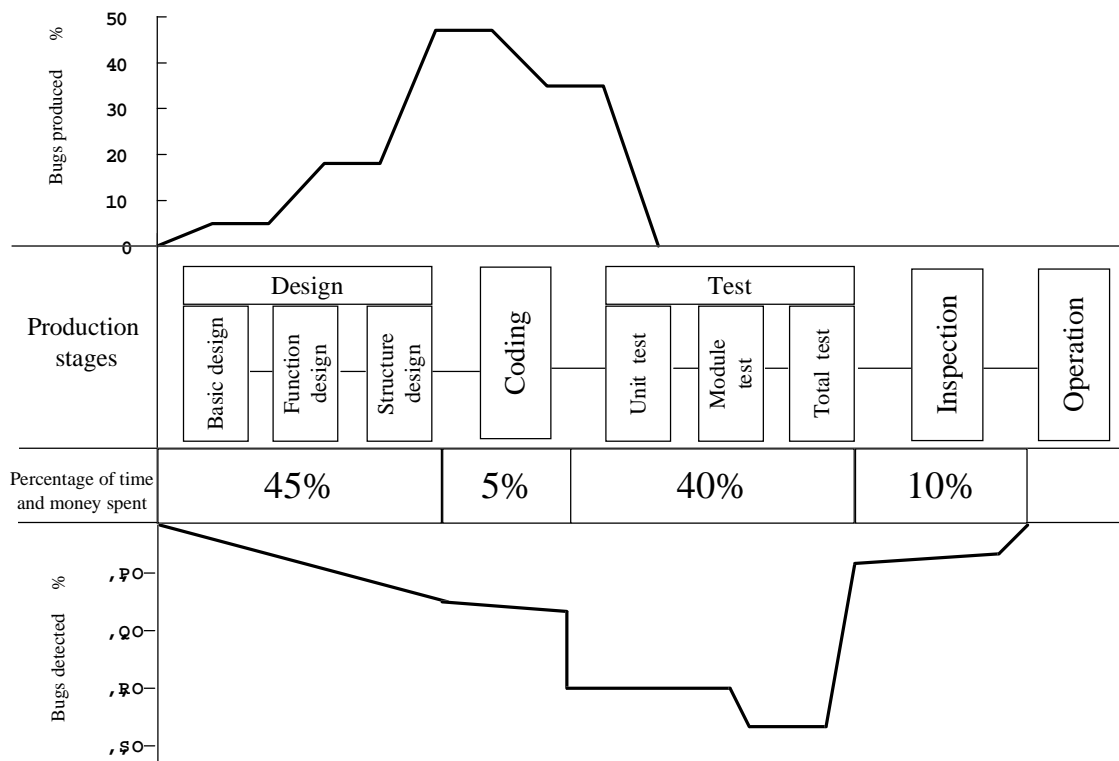 Bugs produced %
50
40
30
20
10
0
Production
stages
Design
Basic design
Function
design
Structure
design
Coding
Test
Unit test
Module
test
Total test
Inspection
Operation
Percentage of time
and money spent
45%
5%
40%
10%
Bugs detected %